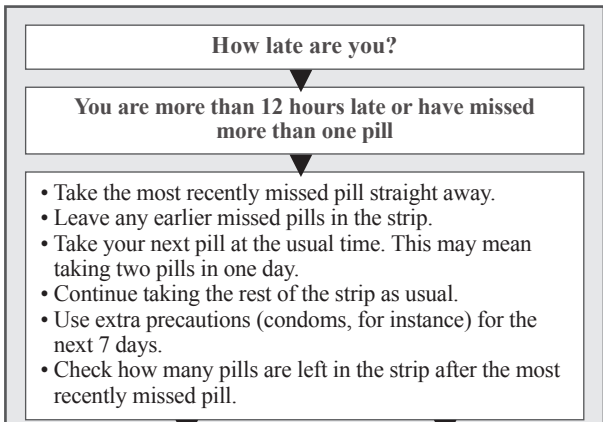 How late are you?
You are more than 12 hours late or have missed
more than one pill
• Take the most recently missed pill straight away.
• Leave any earlier missed pills in the strip.
• Take your next pill at the usual time. This may mean
taking two pills in one day.
• Continue taking the rest of the strip as usual.
• Use extra precautions (condoms, for instance) for the
next 7 days.
• Check how many pills are left in the strip after the most
recently missed pill.